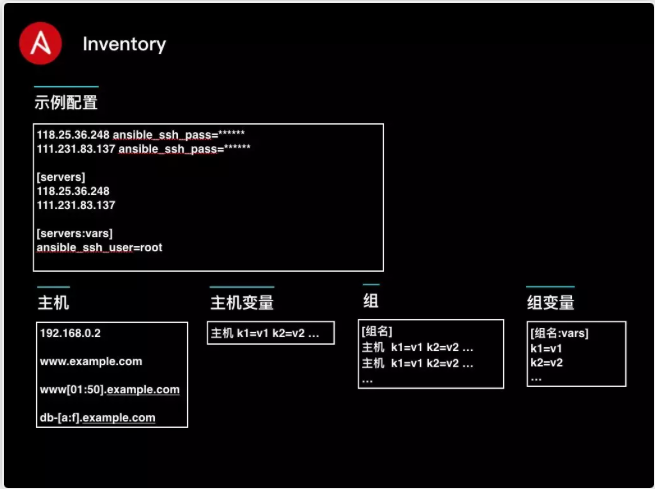 Inventory
示例配置
118.25.36.248 ansible_ssh_pass=******
111.231.83.137 ansible_ssh_pass=******
[servers]
118.25.36.248
111.231.83.137
[servers:vars]
ansible_ssh_user=root
主机
192.168.0.2
www.example.com
www[01:50].example.com
db-[a:f].example.com
主机变量
主机 k1=v1 k2=v2 ...
组
[组名]
主机 k1=v1 k2=v2 ...
主机 k1=v1 k2=v2 ...
...
组变量
[组名:vars]
k1=v1
k2=v2
...